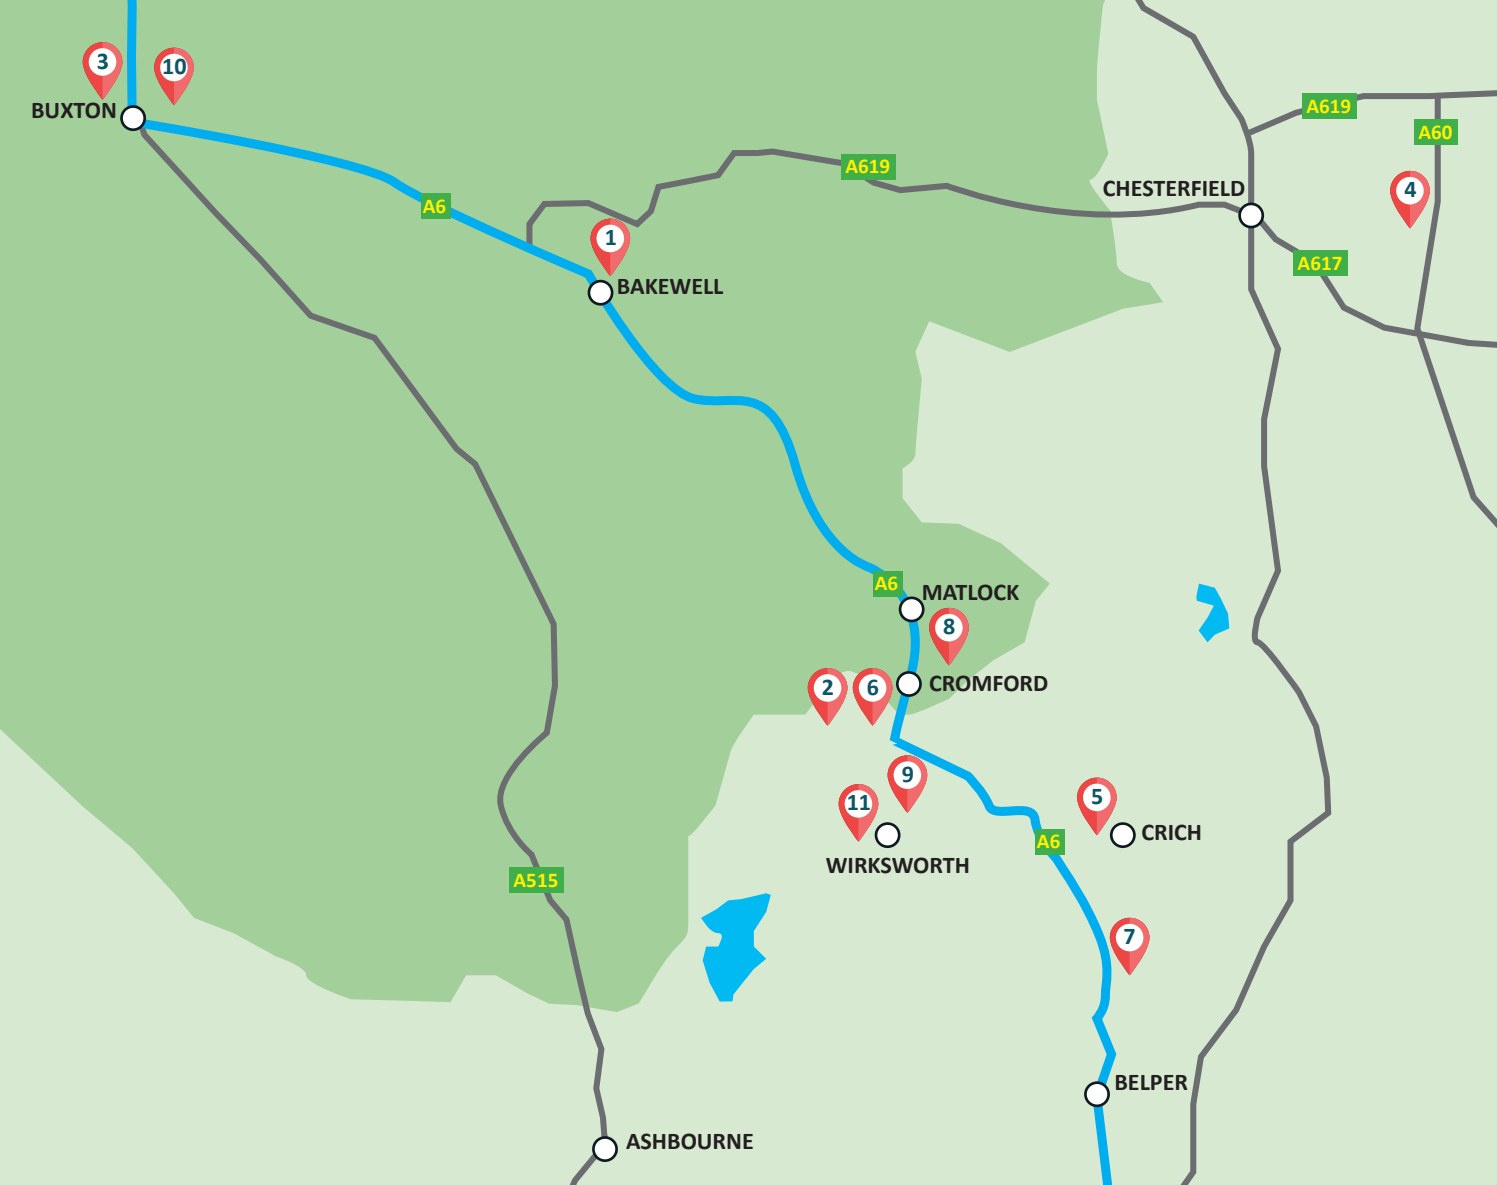 3
10
BUXTON
A619
A60
A619
CHESTERFIELD
4
A6
1
A617
BAKEWELL
A6
MATLOCK
8
CROMFORD
2
6
9
11
5
CRICH
A6
WIRKSWORTH
A515
7
BELPER
ASHBOURNE